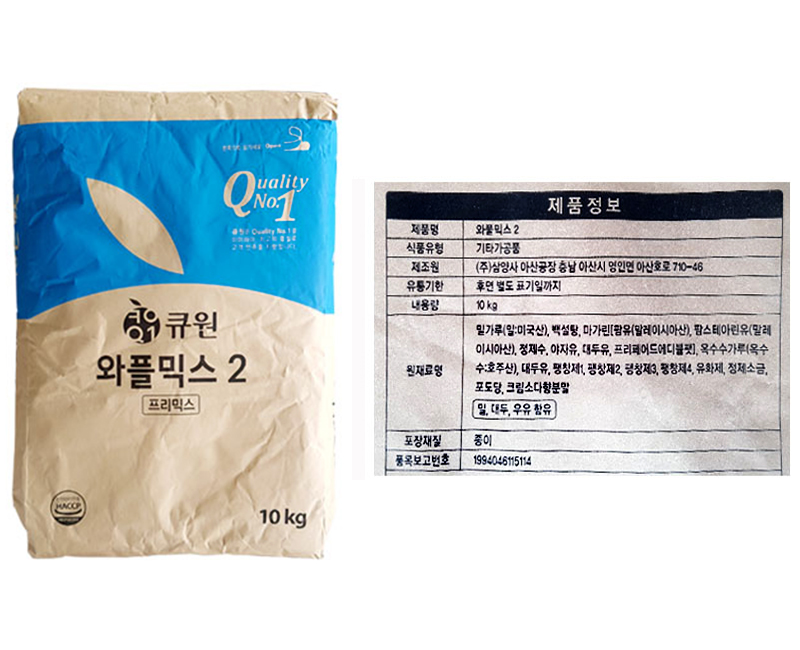 Quality
No.1
큐원
와플믹스 2
프리믹스
HACCP
10 kg
제품정보
제품명 와플믹스 2
식품유형 기타가공품
제조원 (주)삼양사 아산공장 충남 아산시 영인면 아산호로 710-46
유통기한 후면 별도 표기일까지
내용량 10 kg
원재료명 밀가루(밀:미국산), 백설탕, 마가린[팜유(말레이시아산), 팜스테아린유(말레
이시아산), 정제수, 야자유, 대두유, 프리페어드에디블팻], 옥수수가루(옥수
수:호주산), 대두유, 팽창제1, 팽창제2, 팽창제3, 팽창제4, 유화제, 정제소금,
포도당, 크림소다향분말
밀, 대두, 우유 함유
포장재질 종이
품목보고번호 1994046115114